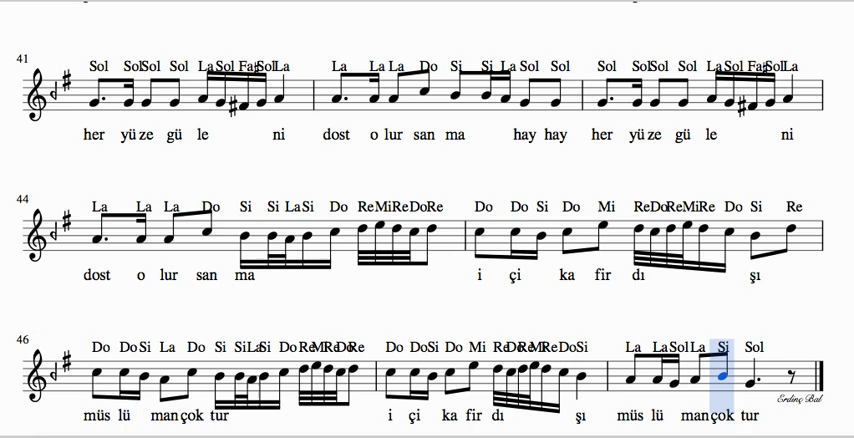 41 Sol Sol Sol Sol La Sol Fa# Sol La La La La Do Si Si La Sol Sol Sol Sol Sol Sol La Sol Fa# Sol La
her yü ze gü le ni dost o lur san ma hay hay her yü ze gü le ni
44 La La La Do Si Si La Si Do Re Mi Re Do Re Do Do Si Do Mi Re Do Re Mi Re Do Si Re
dost o lur san ma i çi ka fir dı şı
46 Do Do Si La Do Si Si La Si Do Re Mi Re Do Re Do Do Si Do Mi Re Do Re Mi Re Do Si La La Sol La Si Sol
müs lü man çok tur i çi ka fir dı şı müs lü man çok tur
Erdinç Bal